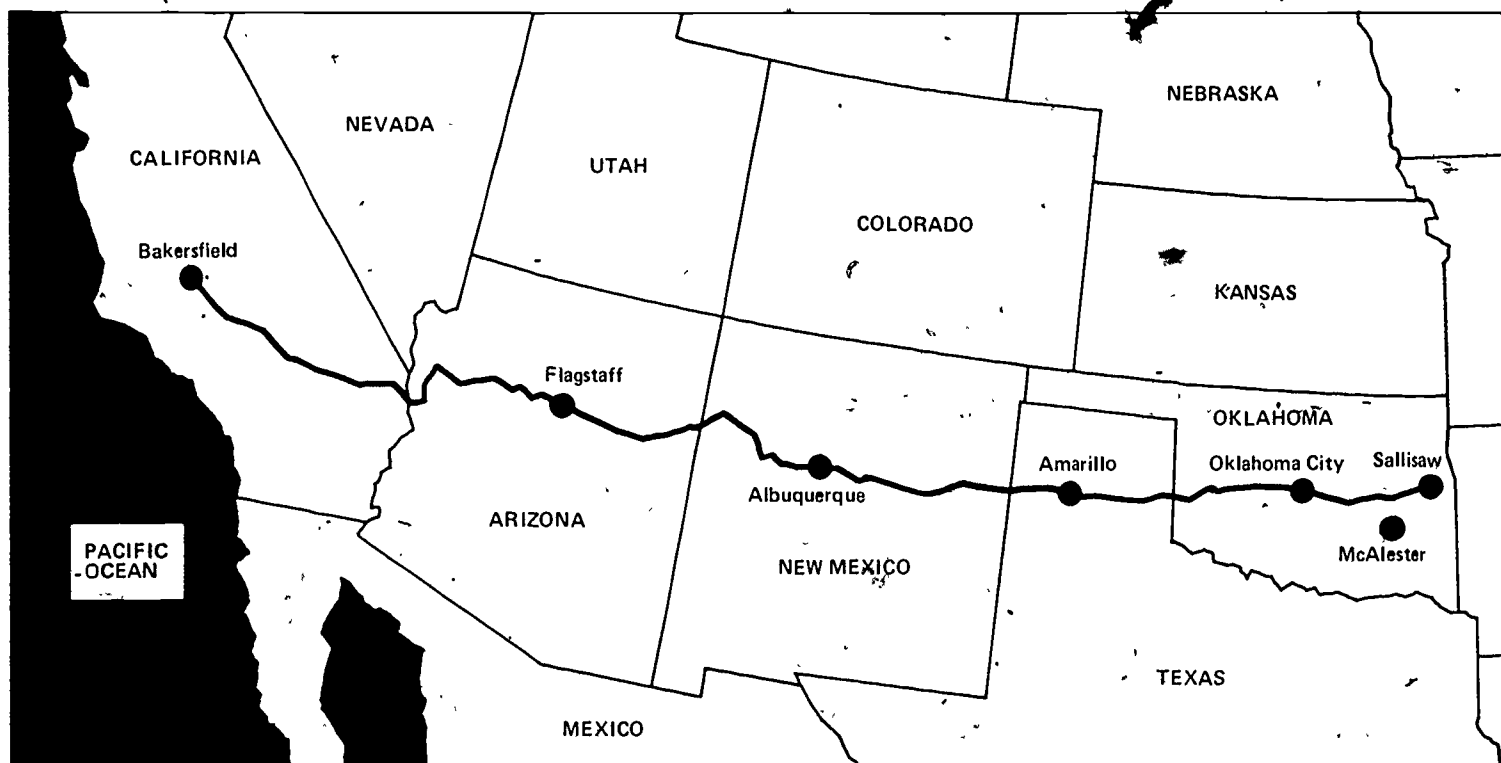 NEBRASKA
NEVADA
CALIFORNIA
UTAH
COLORADO
Bakersfield
KANSAS
Flagstaff
OKLAHOMA
Amarillo
Oklahoma City
Sallisaw
Albuquerque
ARIZONA
PACIFIC
OCEAN
McAlester
NEW MEXICO
TEXAS
MEXICO